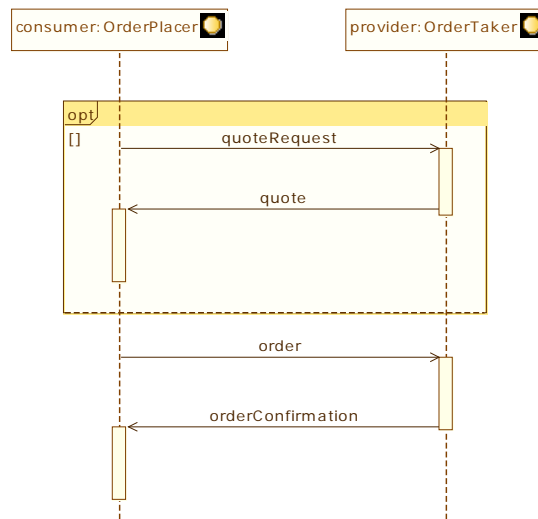 consumer:OrderPlacer
provider:OrderTaker
opt
[]
quoteRequest
quote
order
orderConfirmation